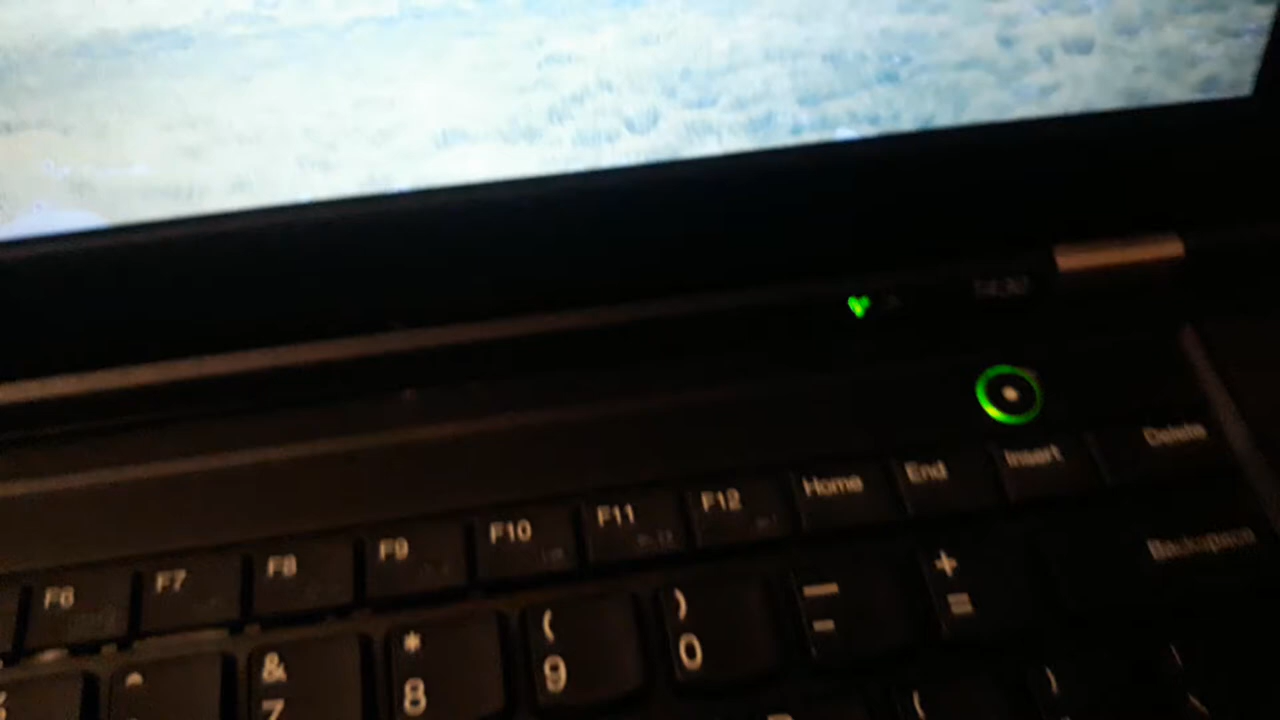 F6 F7 F8 F9 F10 F11 F12 Home End Insert Delete
& * ( ) — + Backspace
7 8 9 0 - =